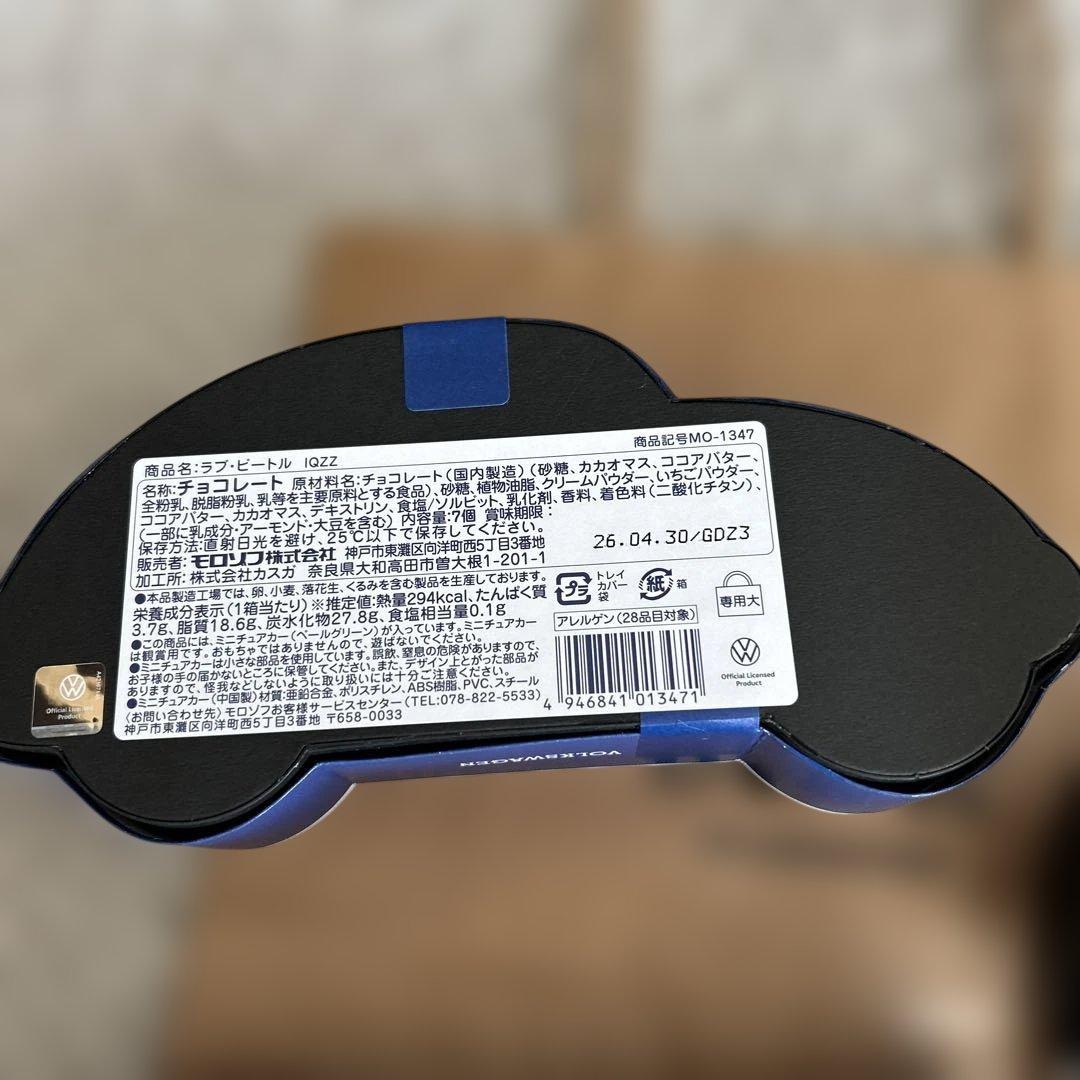 商品記号MO-1347
商品名:ラブ・ビートル IQZZ
名称:チョコレート 原材料名:チョコレート(国内製造)(砂糖、カカオマス、ココアバター、
全粉乳、脱脂粉乳、乳等を主要原料とする食品)、砂糖、植物油脂、クリームパウダー、いちごパウダー、
ココアバター、カカオマス、デキストリン、食塩/ソルビット、乳化剤、香料、着色料(二酸化チタン)、
(一部に乳成分・アーモンド・大豆を含む) 内容量:7個 賞味期限:
保存方法:直射日光を避け、25℃以下で保存してください。
26.04.30/GDZ3
販売者:モロゾフ株式会社 神戸市東灘区向洋町西5丁目3番地
加工所:株式会社カスガ 奈良県大和高田市曽大根1-201-1
●本製品製造工場では、卵、小麦、落花生、くるみを含む製品を生産しております。
栄養成分表示(1箱当たり)※推定値:熱量294kcal、たんぱく質
3.7g、脂質18.6g、炭水化物27.8g、食塩相当量0.1g
●この商品には、ミニチュアカー(ペールグリーン)が入っています。ミニチュアカー
は観賞用です。おもちゃではありませんので、遊ばないでください。
●ミニチュアカーは小さな部品を使用しています。誤飲、窒息の危険がありますので、
お子様の手の届かないところに保管してください。また、デザイン上とがった部品が
ありますので、怪我などしないように取り扱いには十分ご注意ください。
●ミニチュアカー(中国製)材質:亜鉛合金、ポリスチレン、ABS樹脂、PVC、スチール
〈お問い合わせ先〉モロゾフお客様サービスセンター(TEL:078-822-5533)
神戸市東灘区向洋町西5丁目3番地 〒658-0033
プラ
トレイ
カバー
袋
紙
箱
専用大
アレルゲン(28品目対象)
4 946841 013471
Official Licensed
Product
Official Licensed
Product
VOLKSWAGEN